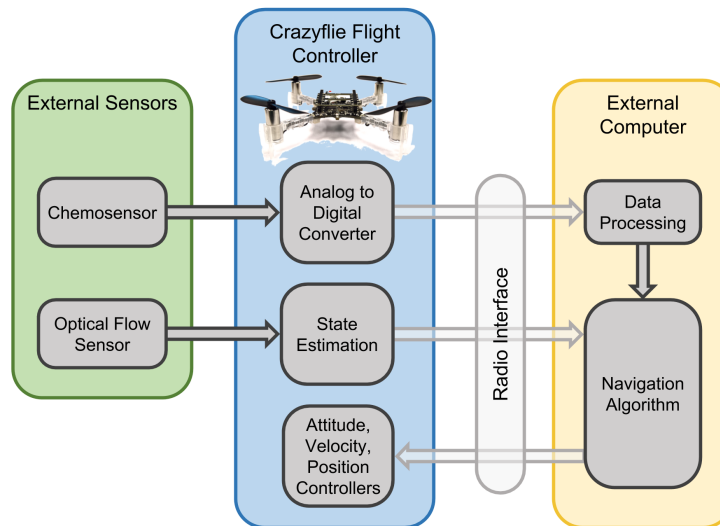 Crazyflie Flight
Controller
External Sensors
External
Computer
Chemosensor
Analog to
Digital
Converter
Data
Processing
Optical Flow
Sensor
State
Estimation
Radio Interface
Navigation
Algorithm
Attitude,
Velocity,
Position
Controllers